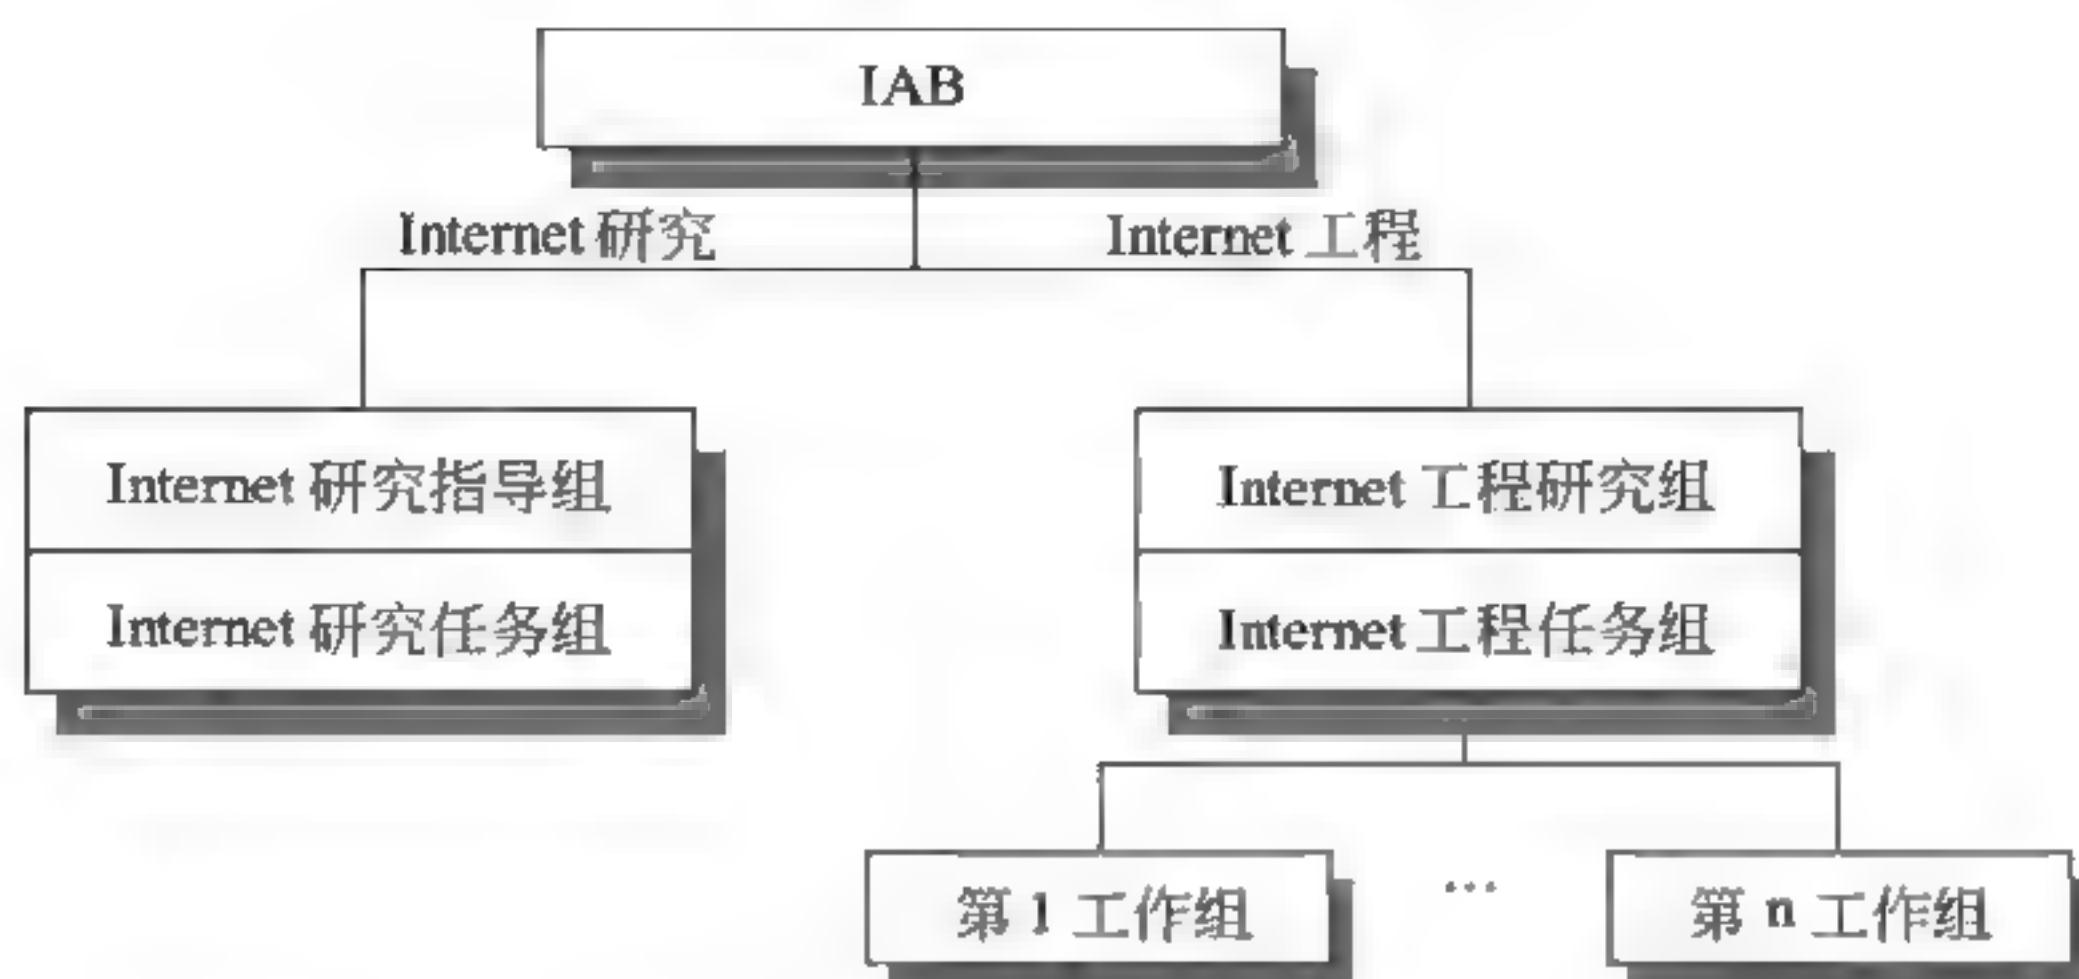 IAB
Internet 研究
Internet 工程
Internet 研究指导组
Internet 工程研究组
Internet 研究任务组
Internet 工程任务组
第 1 工作组
…
第 n 工作组